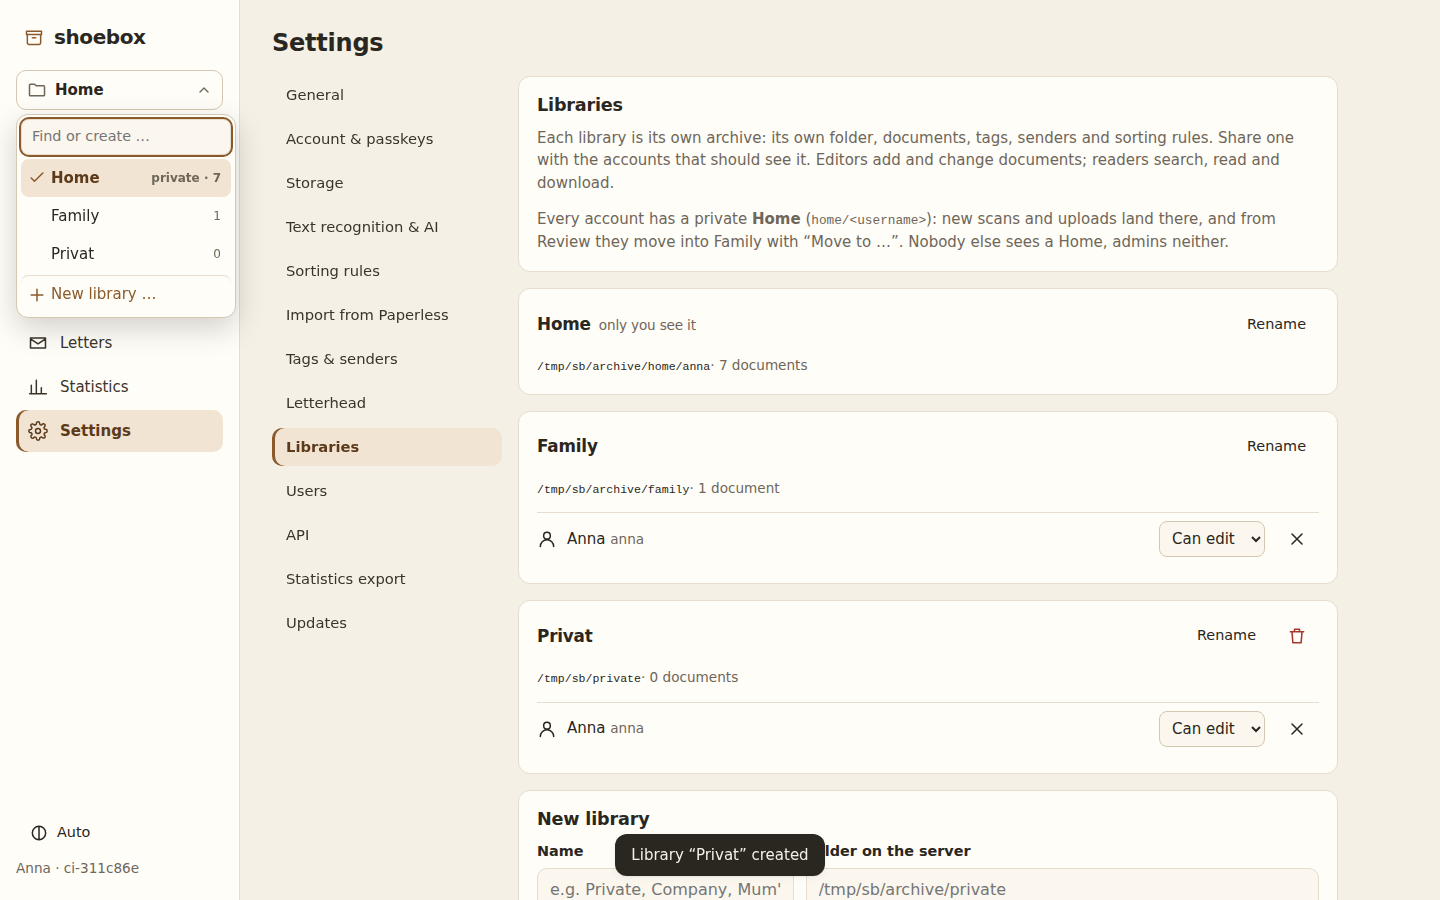 shoebox
Home
Find or create …
Home private · 7
Family 1
Privat 0
New library …
Letters
Statistics
Settings
Auto
Anna · ci-311c86e
Settings
General
Account & passkeys
Storage
Text recognition & AI
Sorting rules
Import from Paperless
Tags & senders
Letterhead
Libraries
Users
API
Statistics export
Updates
Libraries
Each library is its own archive: its own folder, documents, tags, senders and sorting rules. Share one
with the accounts that should see it. Editors add and change documents; readers search, read and
download.
Every account has a private Home (home/<username>): new scans and uploads land there, and from
Review they move into Family with “Move to …”. Nobody else sees a Home, admins neither.
Home only you see it Rename
/tmp/sb/archive/home/anna· 7 documents
Family Rename
/tmp/sb/archive/family· 1 document
Anna anna Can edit
Privat Rename
/tmp/sb/private· 0 documents
Anna anna Can edit
New library
Name lder on the server
e.g. Private, Company, Mum' /tmp/sb/archive/private
Library “Privat” created